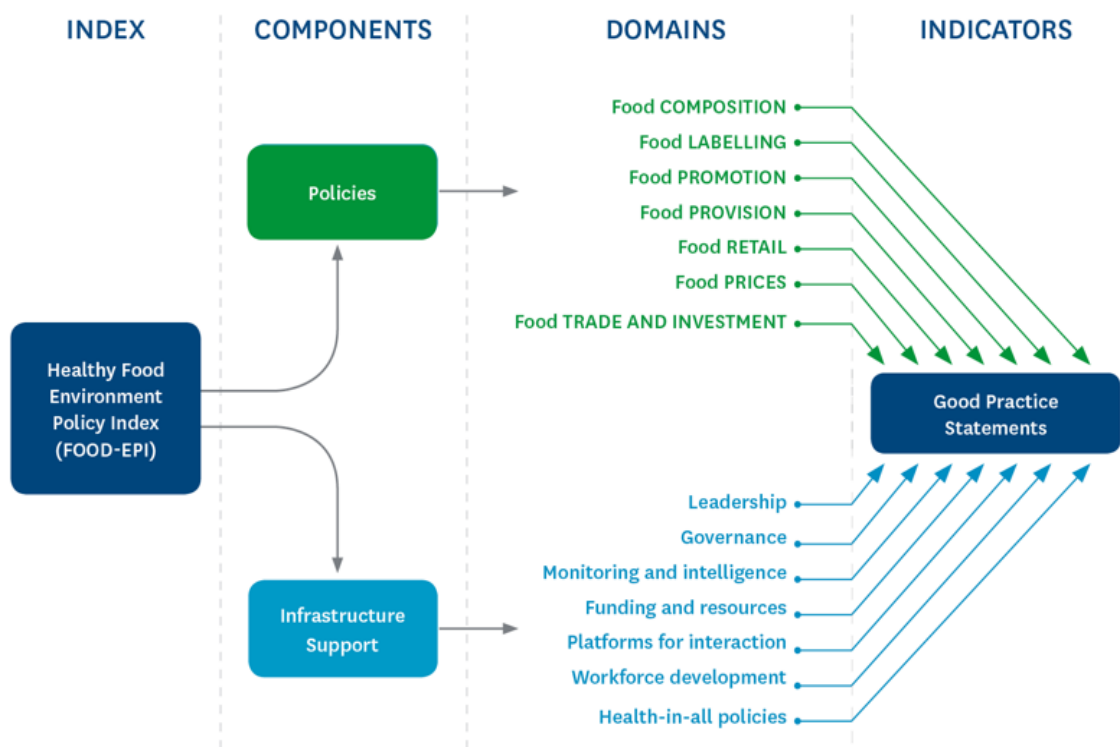 INDEX
COMPONENTS
DOMAINS
INDICATORS
Food COMPOSITION
Food LABELLING
Food PROMOTION
Food PROVISION
Food RETAIL
Food PRICES
Food TRADE AND INVESTMENT
Policies
Healthy Food
Environment
Policy Index
(FOOD-EPI)
Good Practice
Statements
Infrastructure
Support
Leadership
Governance
Monitoring and intelligence
Funding and resources
Platforms for interaction
Workforce development
Health-in-all policies